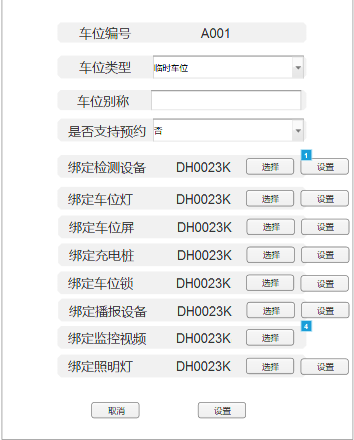 车位编号 A001
车位类型 临时车位
车位别称
是否支持预约 否
1
绑定检测设备 DH0023K 选择 设置
绑定车位灯 DH0023K 选择 设置
绑定车位屏 DH0023K 选择 设置
绑定充电桩 DH0023K 选择 设置
绑定车位锁 DH0023K 选择 设置
绑定播报设备 DH0023K 选择 设置
4
绑定监控视频 DH0023K 选择
绑定照明灯 DH0023K 选择 设置
取消 设置